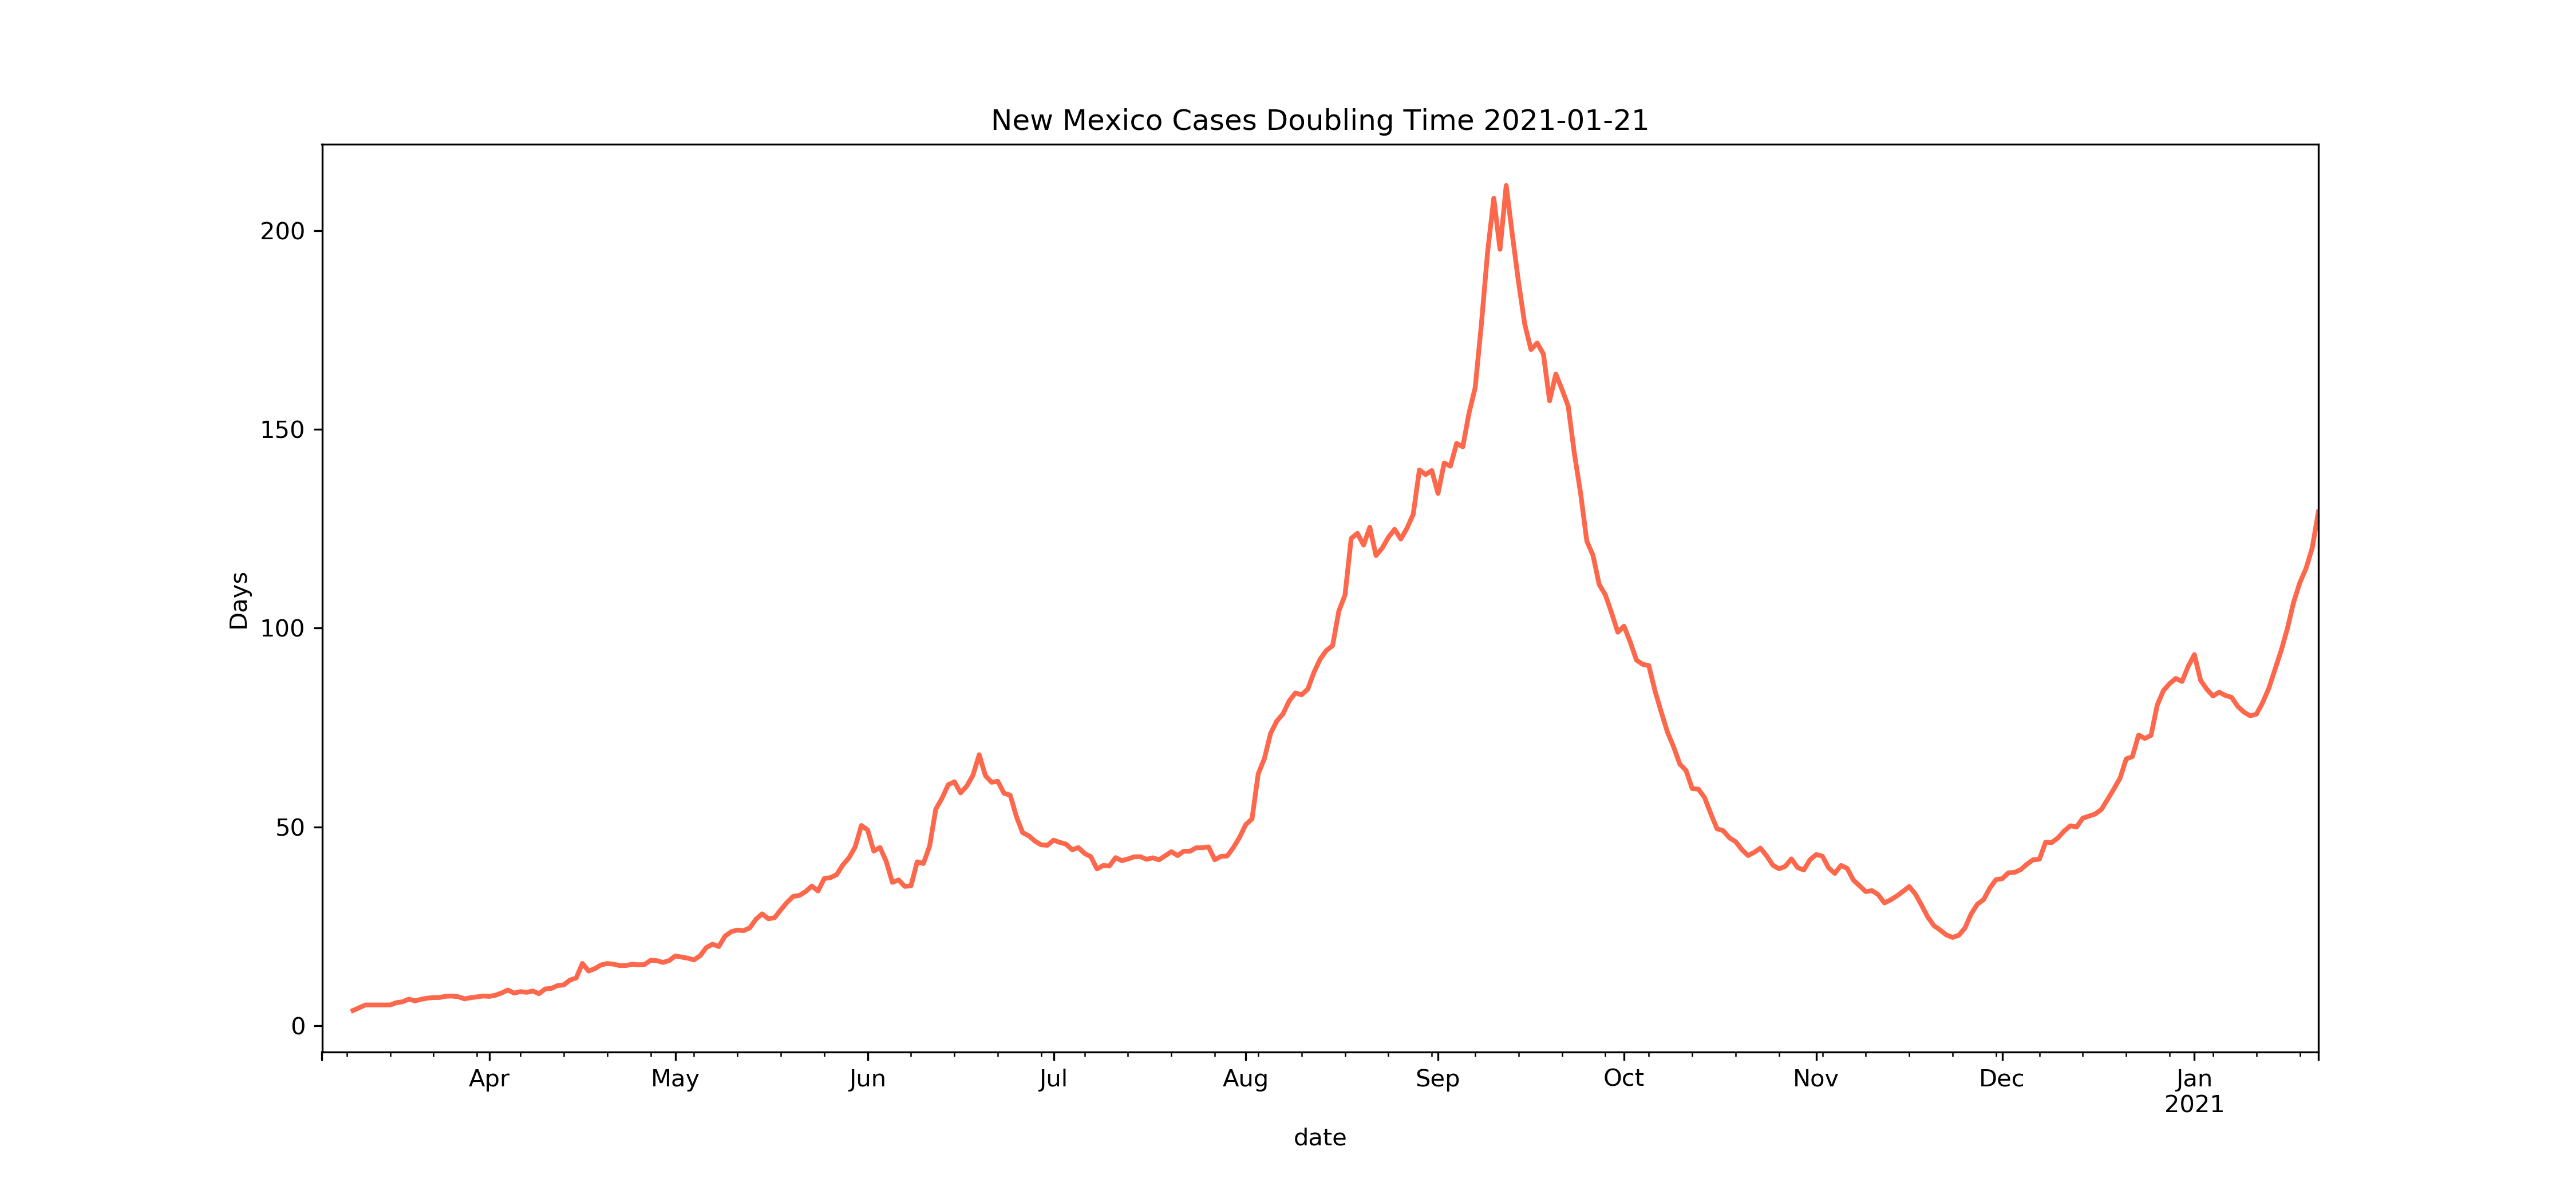 New Mexico Cases Doubling Time 2021-01-21
200
150
100
50
0
Days
Apr May Jun Jul Aug Sep Oct Nov Dec Jan
2021
date